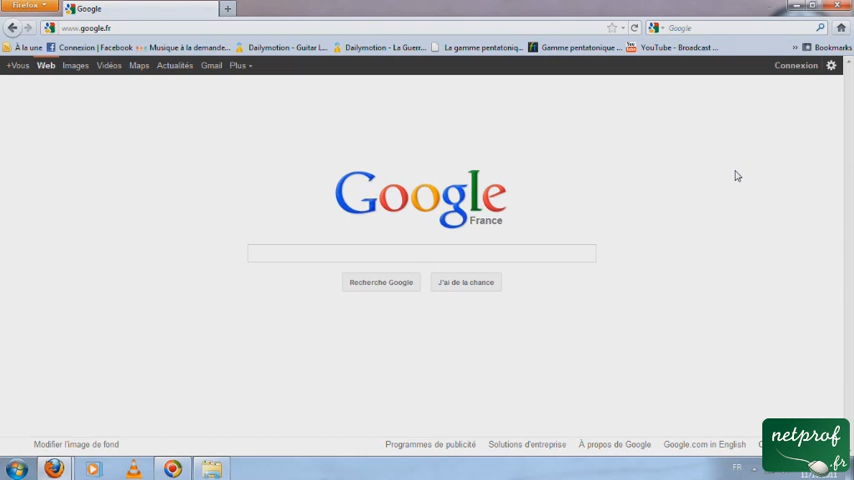 Firefox
Google
www.google.fr
Google
À la une
Connexion | Facebook
Musique à la demande...
Dailymotion - Guitar L...
Dailymotion - La Guerr...
La gamme pentatoniq...
Gamme pentatonique ...
YouTube - Broadcast ...
»
Bookmarks
+Vous Web Images Vidéos Maps Actualités Gmail Plus
Connexion
Google
France
Recherche Google
J'ai de la chance
Modifier l'image de fond
Programmes de publicité
Solutions d'entreprise
À propos de Google
Google.com in English
netprof
.fr
FR